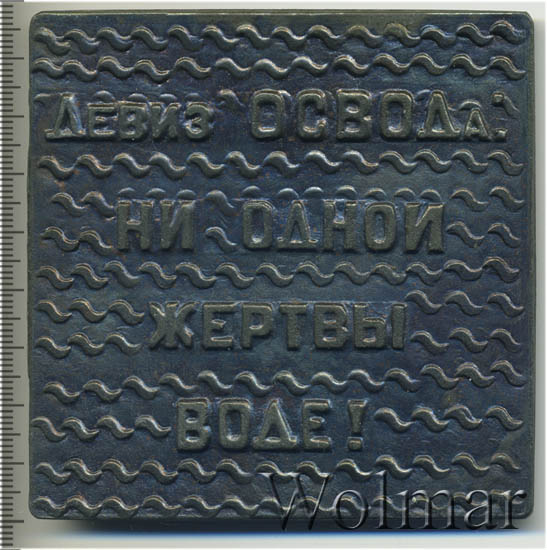 Девиз ОСВОДа:
НИ ОДНОЙ
ЖЕРТВЫ
ВОДЕ!
Wolmar